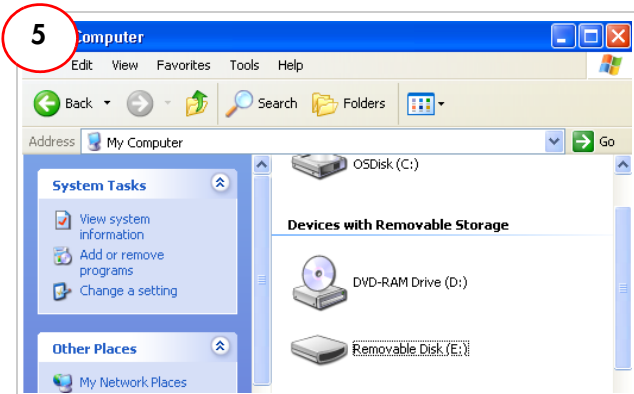 5
Computer
Edit View Favorites Tools Help
Back Search Folders
Address My Computer Go
OSDisk (C:)
System Tasks
View system
information
Add or remove
programs
Change a setting
Devices with Removable Storage
DVD-RAM Drive (D:)
Removable Disk (E:)
Other Places
My Network Places